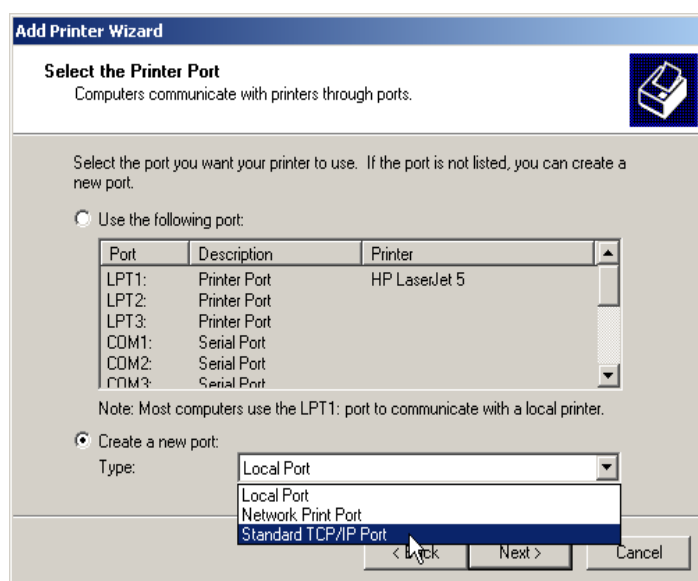 Add Printer Wizard
Select the Printer Port
Computers communicate with printers through ports.
Select the port you want your printer to use. If the port is not listed, you can create a
new port.
Use the following port:
Port Description Printer
LPT1: Printer Port HP LaserJet 5
LPT2: Printer Port
LPT3: Printer Port
COM1: Serial Port
COM2: Serial Port
COM3: Serial Port
Note: Most computers use the LPT1: port to communicate with a local printer.
Create a new port:
Type: Local Port
Local Port
Network Print Port
Standard TCP/IP Port
< Back Next > Cancel